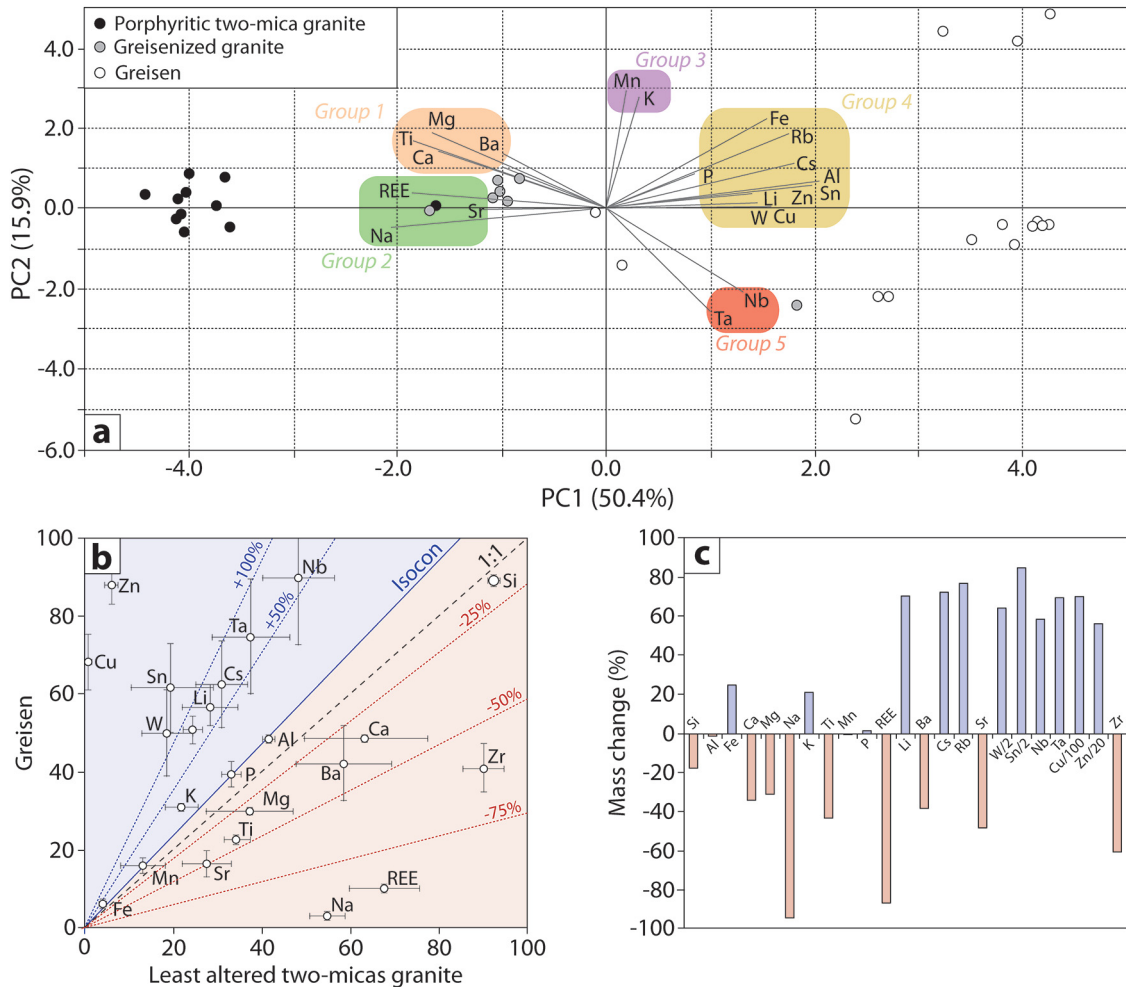 Porphyritic two-mica granite
Greisenized granite
Greisen
4.0
2.0
0.0
-2.0
-4.0
-6.0
PC2 (15.9%)
Group 1
Mg
Ti
Ca
Ba
Group 2
REE
Sr
Na
Group 3
Mn
K
Group 4
Fe
Rb
Cs
P
Al
Li
Zn
Sn
W
Cu
Nb
Ta
Group 5
a
-4.0
-2.0
0.0
2.0
4.0
PC1 (50.4%)
b
100
80
60
40
20
0
Greisen
+100%
+50%
Isocon
1:1
-25%
-50%
-75%
Zn
Nb
Si
Ta
Cu
Sn
Cs
Li
W
Al
Ca
P
Ba
Zr
K
Mg
Ti
Mn
Sr
REE
Fe
Na
0
20
40
60
80
100
Least altered two-micas granite
c
100
80
60
40
20
0
-20
-40
-60
-80
-100
Mass change (%)
Si
Al
Fe
Ca
Mg
Na
K
Ti
Mn
P
REE
Li
Ba
Cs
Rb
Sr
W/2
Sn/2
Nb
Ta
Cu/100
Zn/20
Zr